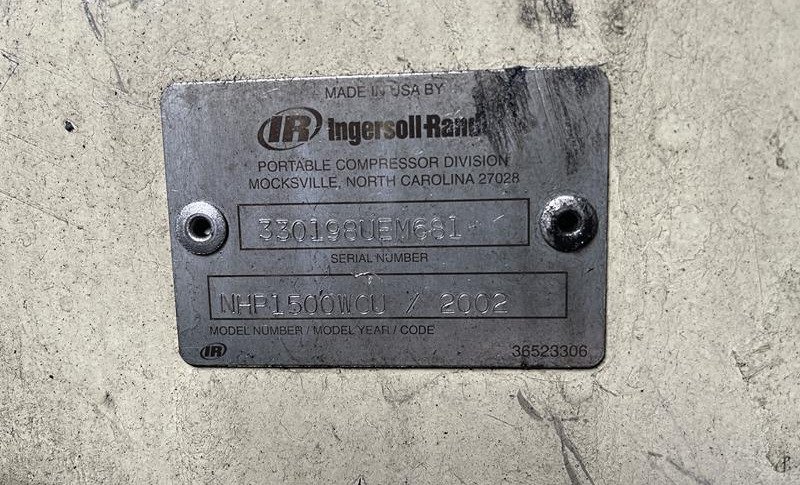 MADE IN USA BY
IR Ingersoll-Rand
PORTABLE COMPRESSOR DIVISION
MOCKSVILLE, NORTH CAROLINA 27028
330198UEM681
SERIAL NUMBER
NHP1500WCU / 2002
MODEL NUMBER / MODEL YEAR / CODE
IR 36523306